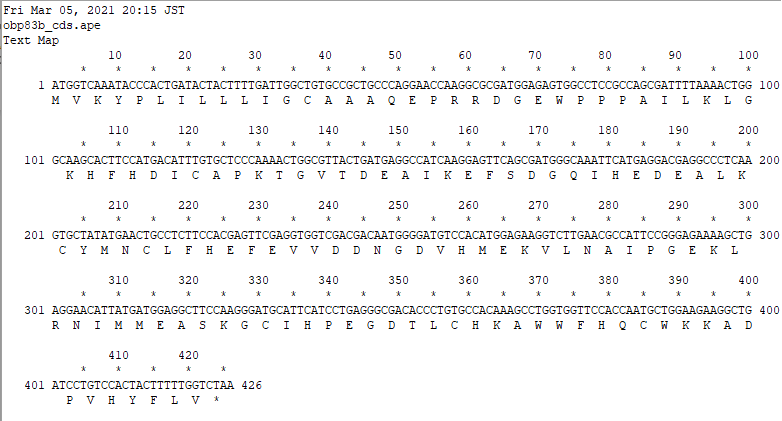 Fri Mar 05, 2021 20:15 JST
obp83b_cds.ape
Text Map
10 20 30 40 50 60 70 80 90 100
* * * * * * * * * * * * * * * * * * * *
1 ATGGTCAAATACCCACTGATACTACTTTTGATTGGCTGTGCCGCTGCCCAGGAACCAAGGCGCGATGGAGAGTGGCCTCCGCCAGCGATTTTAAAACTGG 100
M V K Y P L I L L L I G C A A A Q E P R R D G E W P P P A I L K L G
110 120 130 140 150 160 170 180 190 200
* * * * * * * * * * * * * * * * * * * *
101 GCAAGCACTTCCATGACATTTGTGCTCCCAAAACTGGCGTTACTGATGAGGCCATCAAGGAGTTCAGCGATGGGCAAATTCATGAGGACGAGGCCCTCAA 200
K H F H D I C A P K T G V T D E A I K E F S D G Q I H E D E A L K
210 220 230 240 250 260 270 280 290 300
* * * * * * * * * * * * * * * * * * * *
201 GTGCTATATGAACTGCCTCTTCCACGAGTTCGAGGTGGTCGACGACAATGGGGATGTCCACATGGAGAAGGTCTTGAACGCCATTCCGGGAGAAAAGCTG 300
C Y M N C L F H E F E V V D D N G D V H M E K V L N A I P G E K L
310 320 330 340 350 360 370 380 390 400
* * * * * * * * * * * * * * * * * * * *
301 AGGAACATTATGATGGAGGCTTCCAAGGGATGCATTCATCCTGAGGGCGACACCCTGTGCCACAAAGCCTGGTGGTTCCACCAATGCTGGAAGAAGGCTG 400
R N I M M E A S K G C I H P E G D T L C H K A W W F H Q C W K K A D
410 420
* * * * *
401 ATCCTGTCCACTACTTTTTGGTCTAA 426
P V H Y F L V *